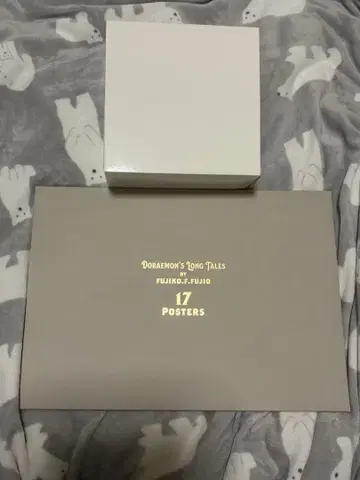 Doraemon's Long Tales
by
Fujiko.F.Fujio
17
Posters